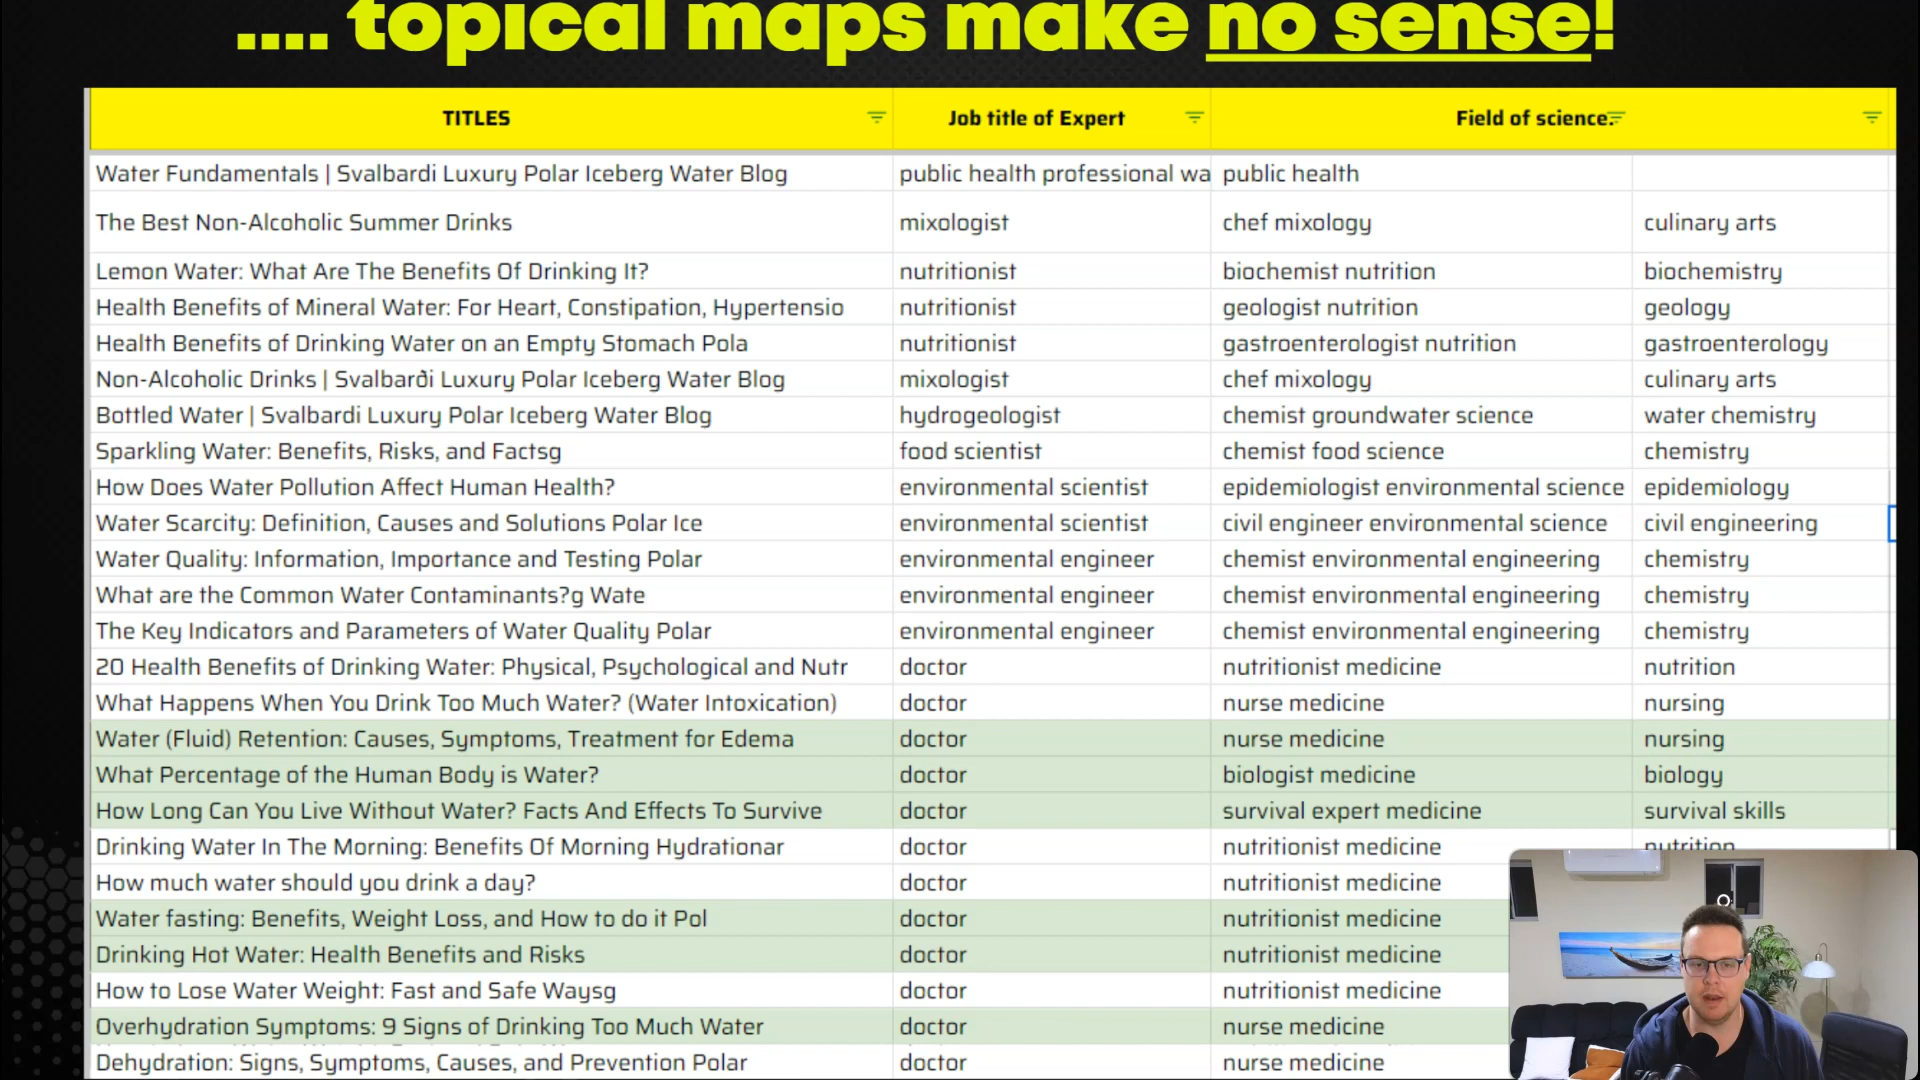 .... topical maps make no sense!
TITLES Job title of Expert Field of science.
Water Fundamentals | Svalbardi Luxury Polar Iceberg Water Blog public health professional wa public health
The Best Non-Alcoholic Summer Drinks mixologist chef mixology culinary arts
Lemon Water: What Are The Benefits Of Drinking It? nutritionist biochemist nutrition biochemistry
Health Benefits of Mineral Water: For Heart, Constipation, Hypertensio nutritionist geologist nutrition geology
Health Benefits of Drinking Water on an Empty Stomach Pola nutritionist gastroenterologist nutrition gastroenterology
Non-Alcoholic Drinks | Svalbarði Luxury Polar Iceberg Water Blog mixologist chef mixology culinary arts
Bottled Water | Svalbardi Luxury Polar Iceberg Water Blog hydrogeologist chemist groundwater science water chemistry
Sparkling Water: Benefits, Risks, and Factsg food scientist chemist food science chemistry
How Does Water Pollution Affect Human Health? environmental scientist epidemiologist environmental science epidemiology
Water Scarcity: Definition, Causes and Solutions Polar Ice environmental scientist civil engineer environmental science civil engineering
Water Quality: Information, Importance and Testing Polar environmental engineer chemist environmental engineering chemistry
What are the Common Water Contaminants?g Wate environmental engineer chemist environmental engineering chemistry
The Key Indicators and Parameters of Water Quality Polar environmental engineer chemist environmental engineering chemistry
20 Health Benefits of Drinking Water: Physical, Psychological and Nutr doctor nutritionist medicine nutrition
What Happens When You Drink Too Much Water? (Water Intoxication) doctor nurse medicine nursing
Water (Fluid) Retention: Causes, Symptoms, Treatment for Edema doctor nurse medicine nursing
What Percentage of the Human Body is Water? doctor biologist medicine biology
How Long Can You Live Without Water? Facts And Effects To Survive doctor survival expert medicine survival skills
Drinking Water In The Morning: Benefits Of Morning Hydrationar doctor nutritionist medicine nutrition
How much water should you drink a day? doctor nutritionist medicine
Water fasting: Benefits, Weight Loss, and How to do it Pol doctor nutritionist medicine
Drinking Hot Water: Health Benefits and Risks doctor nutritionist medicine
How to Lose Water Weight: Fast and Safe Waysg doctor nutritionist medicine
Overhydration Symptoms: 9 Signs of Drinking Too Much Water doctor nurse medicine
Dehydration: Signs, Symptoms, Causes, and Prevention Polar doctor nurse medicine